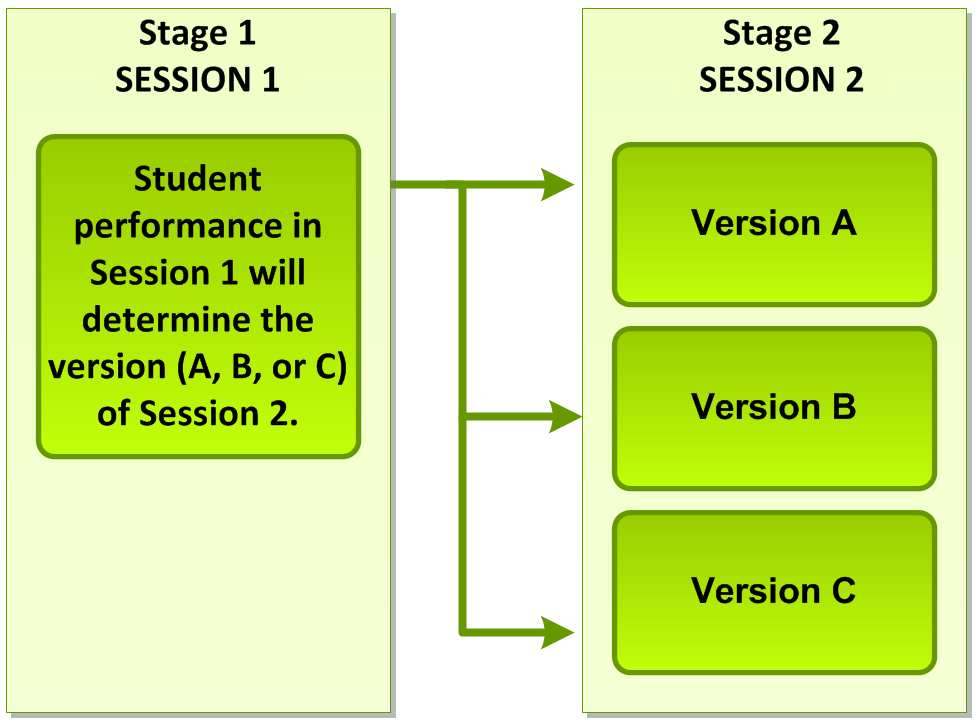 Stage 1
SESSION 1
Student
performance in
Session 1 will
determine the
version (A, B, or C)
of Session 2.
Stage 2
SESSION 2
Version A
Version B
Version C